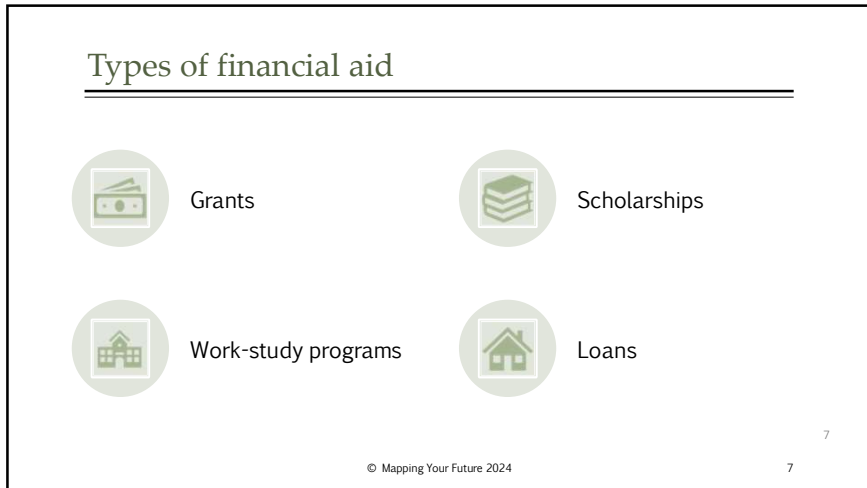 Types of financial aid
Grants
Scholarships
Work-study programs
Loans
7
© Mapping Your Future 2024
7